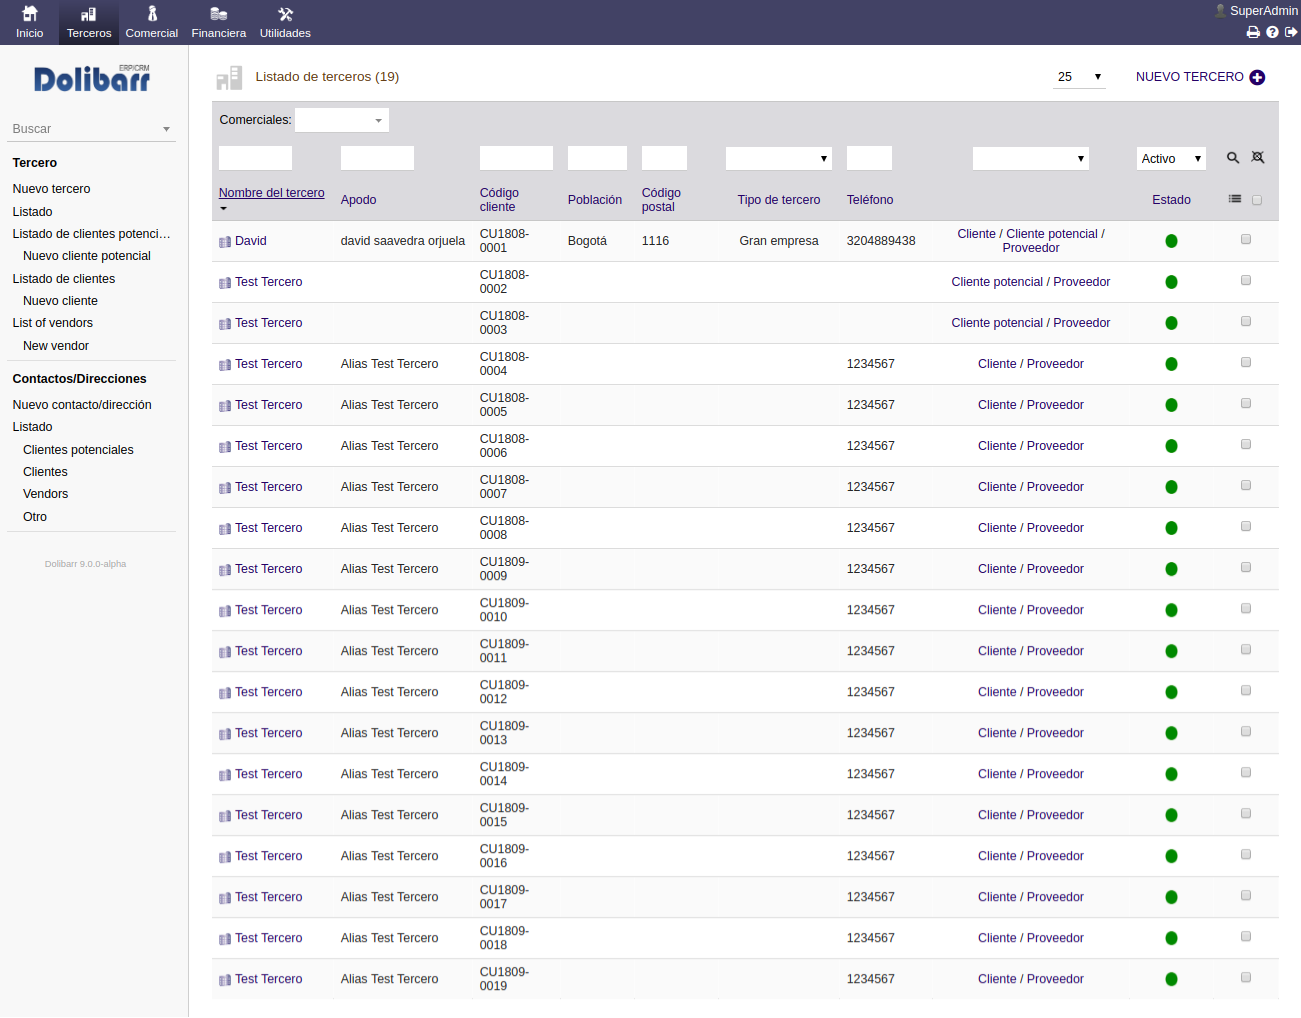 Inicio
Terceros
Comercial
Financiera
Utilidades
SuperAdmin
ERP/CRM
Dolibarr
Buscar
Tercero
Nuevo tercero
Listado
Listado de clientes potenci...
Nuevo cliente potencial
Listado de clientes
Nuevo cliente
List of vendors
New vendor
Contactos/Direcciones
Nuevo contacto/dirección
Listado
Clientes potenciales
Clientes
Vendors
Otro
Dolibarr 9.0.0-alpha
Listado de terceros (19)
25
NUEVO TERCERO
Comerciales:
Activo
Nombre del tercero Apodo Código cliente Población Código postal Tipo de tercero Teléfono Estado
David david saavedra orjuela CU1808-0001 Bogotá 1116 Gran empresa 3204889438 Cliente / Cliente potencial / Proveedor
Test Tercero CU1808-0002 Cliente potencial / Proveedor
Test Tercero CU1808-0003 Cliente potencial / Proveedor
Test Tercero Alias Test Tercero CU1808-0004 1234567 Cliente / Proveedor
Test Tercero Alias Test Tercero CU1808-0005 1234567 Cliente / Proveedor
Test Tercero Alias Test Tercero CU1808-0006 1234567 Cliente / Proveedor
Test Tercero Alias Test Tercero CU1808-0007 1234567 Cliente / Proveedor
Test Tercero Alias Test Tercero CU1808-0008 1234567 Cliente / Proveedor
Test Tercero Alias Test Tercero CU1809-0009 1234567 Cliente / Proveedor
Test Tercero Alias Test Tercero CU1809-0010 1234567 Cliente / Proveedor
Test Tercero Alias Test Tercero CU1809-0011 1234567 Cliente / Proveedor
Test Tercero Alias Test Tercero CU1809-0012 1234567 Cliente / Proveedor
Test Tercero Alias Test Tercero CU1809-0013 1234567 Cliente / Proveedor
Test Tercero Alias Test Tercero CU1809-0014 1234567 Cliente / Proveedor
Test Tercero Alias Test Tercero CU1809-0015 1234567 Cliente / Proveedor
Test Tercero Alias Test Tercero CU1809-0016 1234567 Cliente / Proveedor
Test Tercero Alias Test Tercero CU1809-0017 1234567 Cliente / Proveedor
Test Tercero Alias Test Tercero CU1809-0018 1234567 Cliente / Proveedor
Test Tercero Alias Test Tercero CU1809-0019 1234567 Cliente / Proveedor